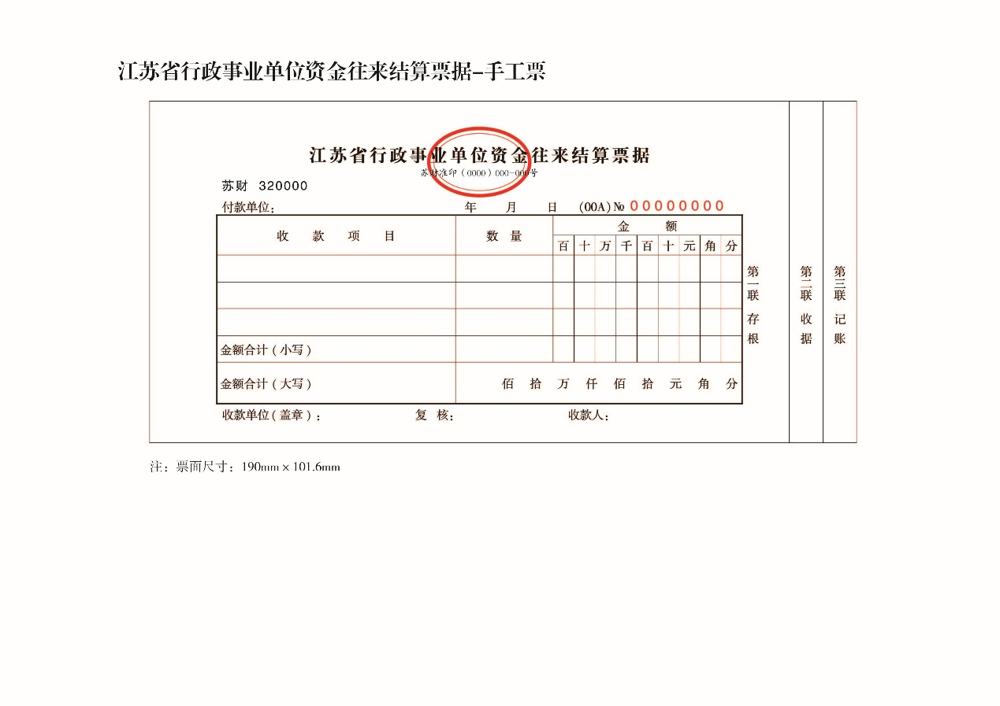 江苏省行政事业单位资金往来结算票据-手工票
江苏省行政事业单位资金往来结算票据
苏财准印（0000）000-000号
苏财 320000
付款单位： 年 月 日 (00A)№ 00000000
收 款 项 目 数 量 金 额
百 十 万 千 百 十 元 角 分
金额合计（小写）
金额合计（大写） 佰 拾 万 仟 佰 拾 元 角 分
收款单位（盖章）： 复 核： 收款人：
第一联 存根
第二联 收据
第三联 记账
注：票面尺寸：190mm×101.6mm